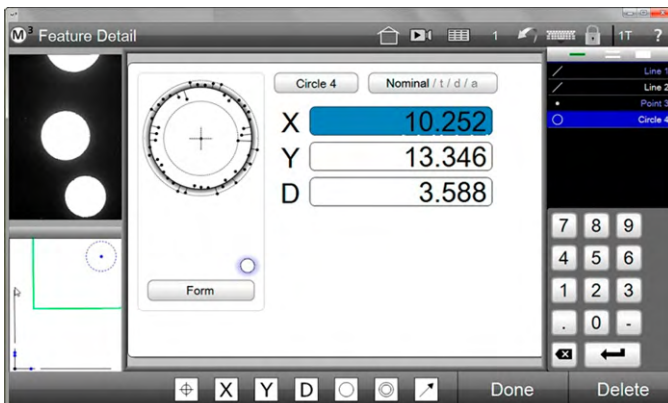 M³ Feature Detail 1 1T ?
Circle 4 Nominal / t / d / a
X 10.252
Y 13.346
D 3.588
Form
Line 1
Line 2
Point 3
Circle 4
7 8 9
4 5 6
1 2 3
. 0 -
X Y D Done Delete